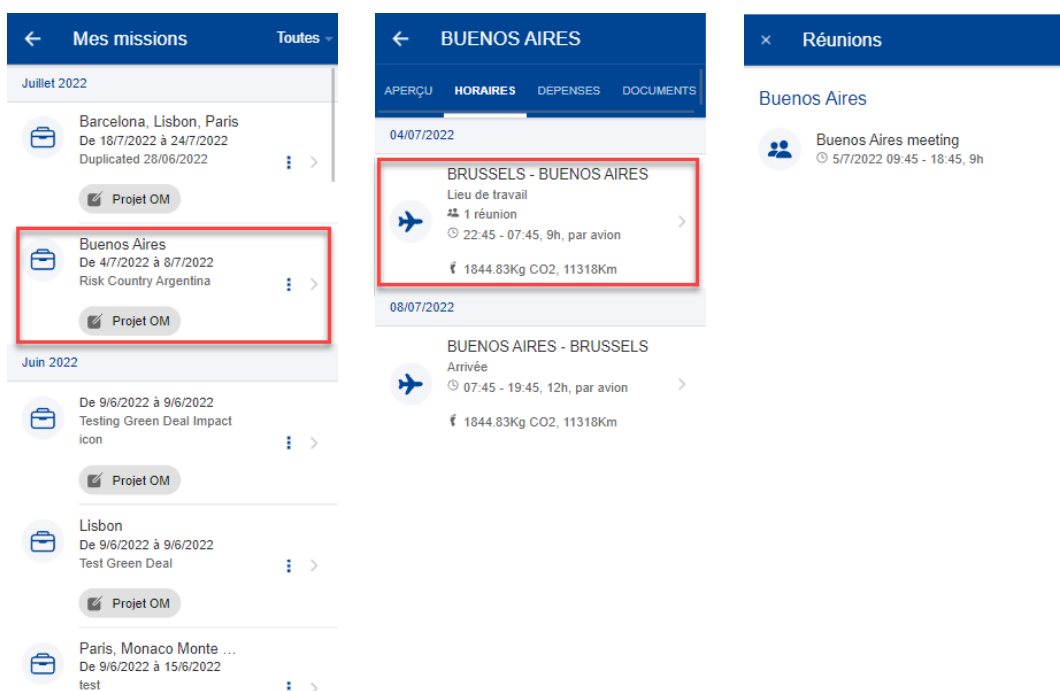 Mes missions
Toutes
Juillet 2022
Barcelona, Lisbon, Paris
De 18/7/2022 à 24/7/2022
Duplicated 28/06/2022
Projet OM
Buenos Aires
De 4/7/2022 à 8/7/2022
Risk Country Argentina
Projet OM
Juin 2022
De 9/6/2022 à 9/6/2022
Testing Green Deal Impact
icon
Projet OM
Lisbon
De 9/6/2022 à 9/6/2022
Test Green Deal
Projet OM
Paris, Monaco Monte ...
De 9/6/2022 à 15/6/2022
test
BUENOS AIRES
APERÇU HORAIRES DÉPENSES DOCUMENTS
04/07/2022
BRUSSELS - BUENOS AIRES
Lieu de travail
1 réunion
22:45 - 07:45, 9h, par avion
1844.83Kg CO2, 11318Km
08/07/2022
BUENOS AIRES - BRUSSELS
Arrivée
07:45 - 19:45, 12h, par avion
1844.83Kg CO2, 11318Km
× Réunions
Buenos Aires
Buenos Aires meeting
5/7/2022 09:45 - 18:45, 9h